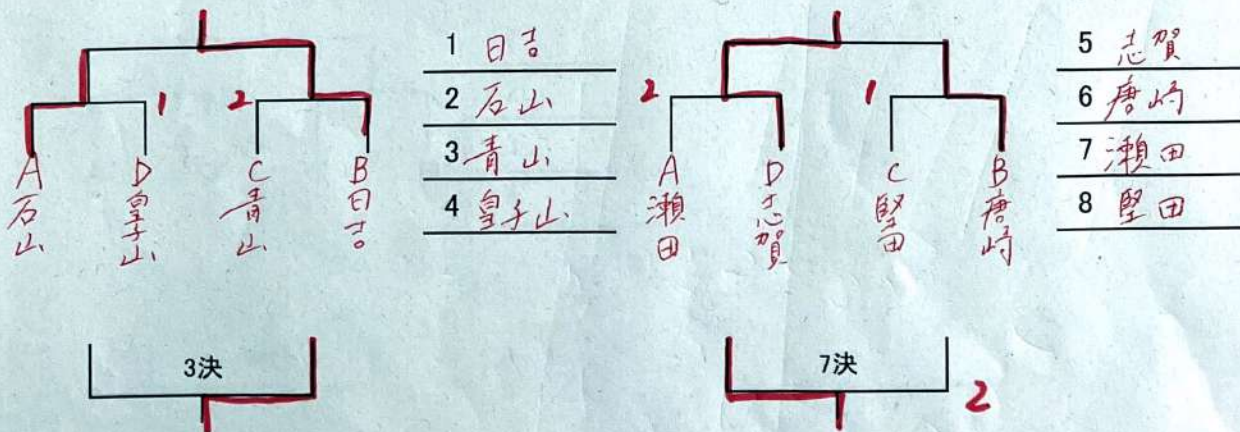 1 日吉
2 石山
3 青山
4 皇子山
1 2
A 石山
D 皇子山
C 青山
B 日吉
3決
5 志賀
6 唐崎
7 瀬田
8 堅田
2 1
A 瀬田
D 志賀
C 堅田
B 唐崎
7決
2